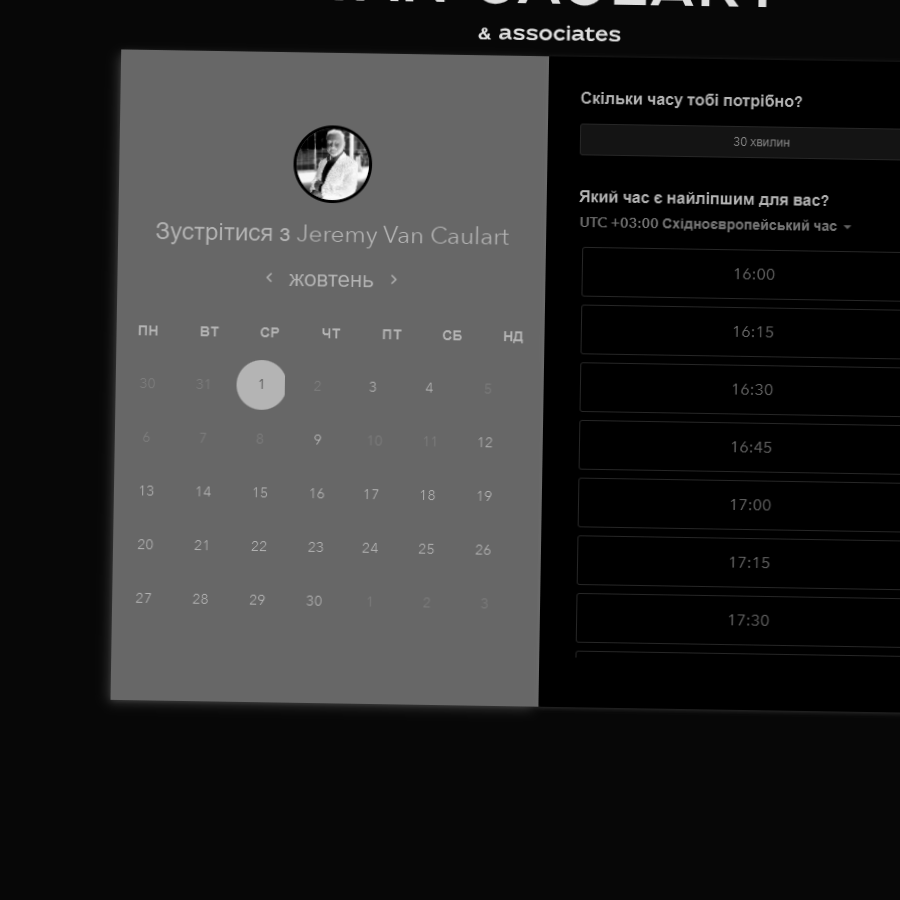 & associates
Зустрітися з Jeremy Van Caulart
жовтень
ПН ВТ СР ЧТ ПТ СБ НД
30 31 1 2 3 4 5
6 7 8 9 10 11 12
13 14 15 16 17 18 19
20 21 22 23 24 25 26
27 28 29 30 1 2 3
Скільки часу тобі потрібно?
30 хвилин
Який час є найліпшим для вас?
UTC +03:00 Східноєвропейський час
16:00
16:15
16:30
16:45
17:00
17:15
17:30